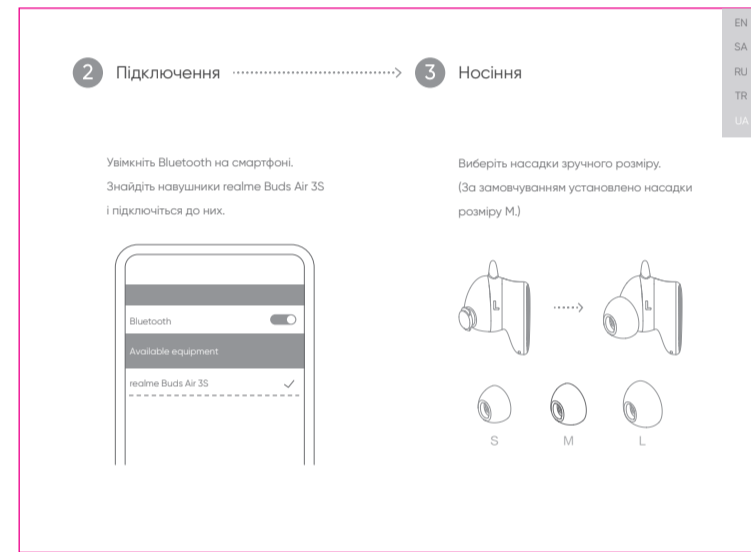 EN
SA
RU
TR
UA
2 Підключення
3 Носіння
Увімкніть Bluetooth на смартфоні.
Знайдіть навушники realme Buds Air 3S
і підключіться до них.
Bluetooth
Available equipment
realme Buds Air 3S
Виберіть насадки зручного розміру.
(За замовчуванням установлено насадки
розміру M.)
L
L
S
M
L